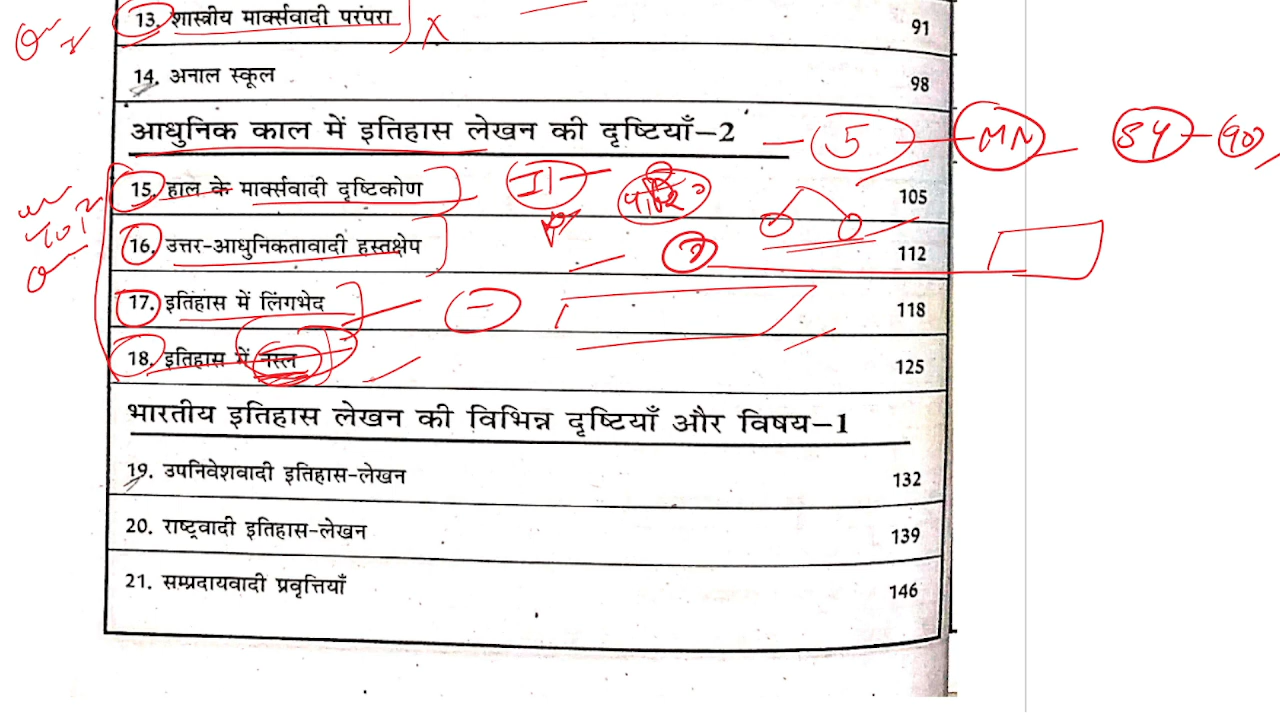 13. शास्त्रीय मार्क्सवादी परंपरा 91
14. अनाल स्कूल 98
आधुनिक काल में इतिहास लेखन की दृष्टियाँ–2 5 MN
15. हाल के मार्क्सवादी दृष्टिकोण 105
16. उत्तर-आधुनिकतावादी हस्तक्षेप 112
17. इतिहास में लिंगभेद 118
18. इतिहास में नस्ल 125
भारतीय इतिहास लेखन की विभिन्न दृष्टियाँ और विषय–1
19. उपनिवेशवादी इतिहास-लेखन 132
20. राष्ट्रवादी इतिहास-लेखन 139
21. सम्प्रदायवादी प्रवृत्तियाँ 146